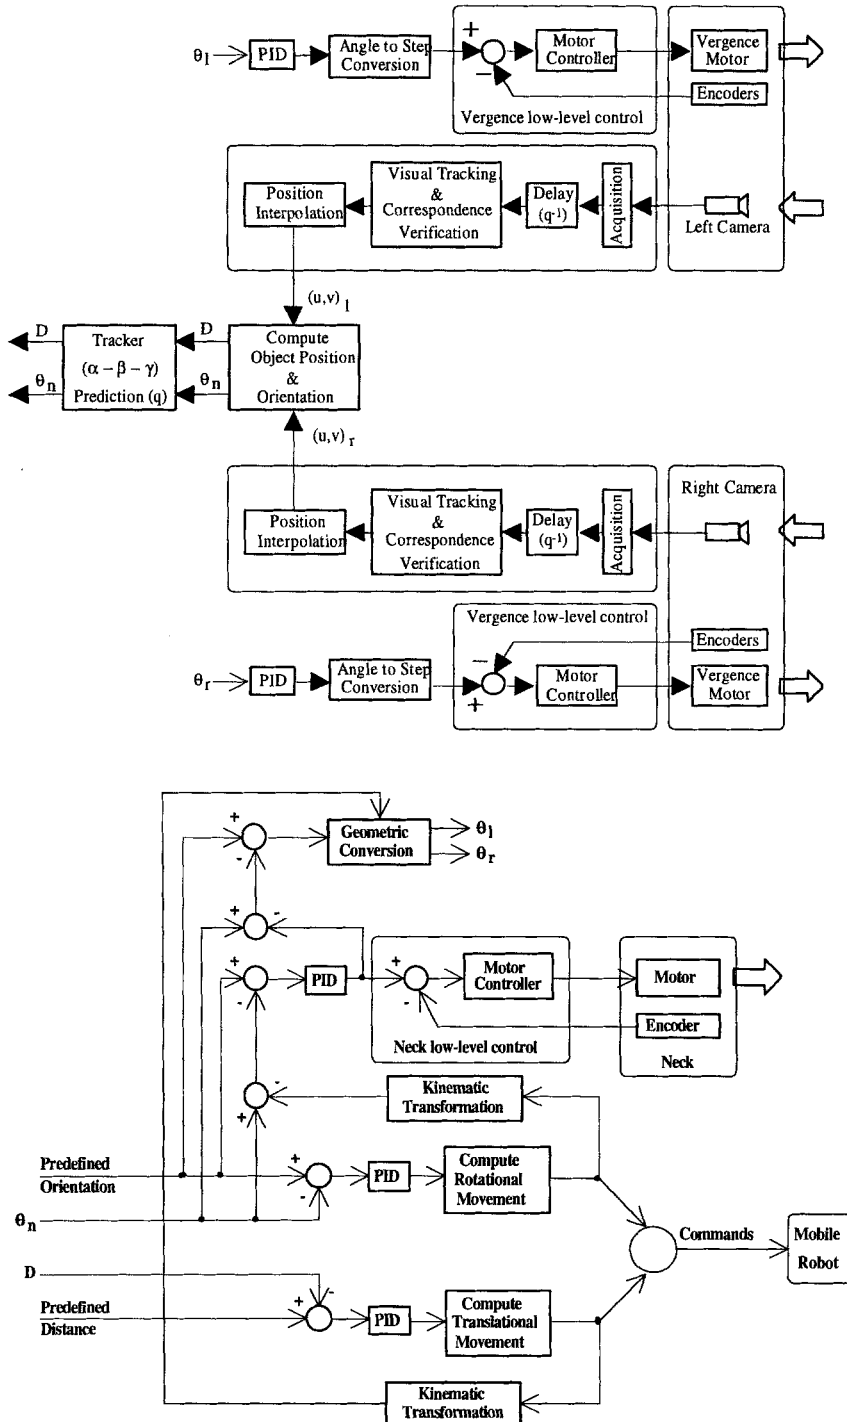 θl
PID
Angle to Step
Conversion
+
−
Motor
Controller
Vergence
Motor
Encoders
Vergence low-level control
Position
Interpolation
Visual Tracking
&
Correspondence
Verification
Delay
(q-1)
Acquisition
Left Camera
(u,v) l
D
θn
Tracker
(α − β − γ)
Prediction (q)
D
θn
Compute
Object Position
&
Orientation
(u,v) r
Position
Interpolation
Visual Tracking
&
Correspondence
Verification
Delay
(q-1)
Acquisition
Right Camera
Vergence low-level control
Encoders
θr
PID
Angle to Step
Conversion
−
+
Motor
Controller
Vergence
Motor
+
-
Geometric
Conversion
θl
θr
+
-
+
-
PID
+
-
Motor
Controller
Motor
Encoder
Neck low-level control
Neck
-
+
Kinematic
Transformation
Predefined
Orientation
+
-
PID
Compute
Rotational
Movement
θn
Commands
Mobile
Robot
D
Predefined
Distance
-
+
PID
Compute
Translational
Movement
Kinematic
Transformation